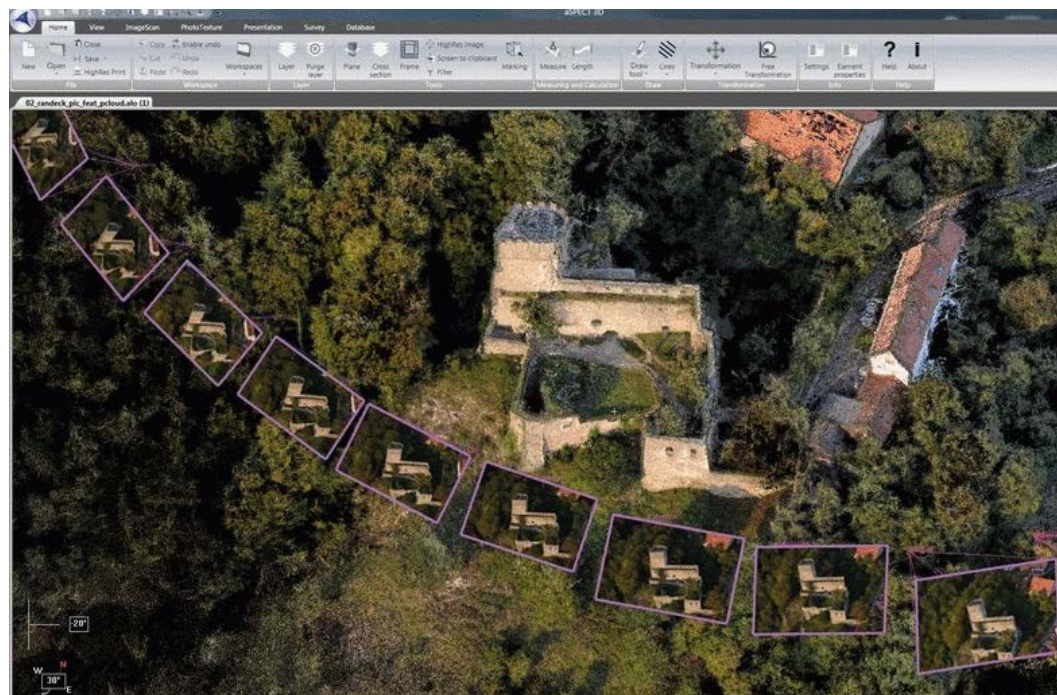 aSPECT 3D
Home View ImageScan PhotoTexture Presentation Survey Database
New Open Close Save HighRes Print
Copy Cut Paste Enable undo Undo Redo Workspaces
Layer Purge layer
Plane Cross section Frame HighRes Image Screen to clipboard Filter Marking
Measure Length
Draw tool Lines
Transformation Free Transformation
Settings Element properties
Help About
File Workspace Layer Tools Measuring and Calculation Draw Transformation Info Help
02_randeck_pic_feat_pcloud.alo (1)
-20°
N
W
30°
E